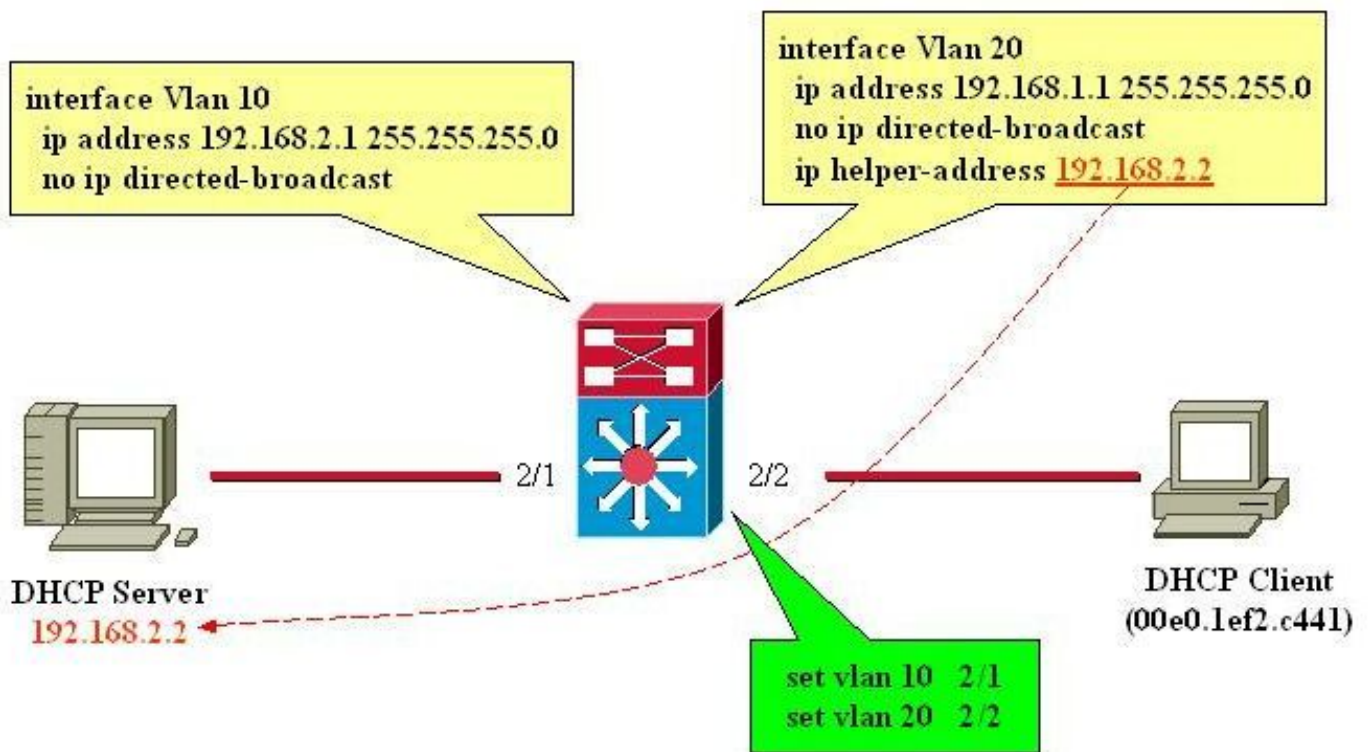 interface Vlan 10
ip address 192.168.2.1 255.255.255.0
no ip directed-broadcast
interface Vlan 20
ip address 192.168.1.1 255.255.255.0
no ip directed-broadcast
ip helper-address 192.168.2.2
2/1
2/2
DHCP Server
192.168.2.2
DHCP Client
(00e0.1ef2.c441)
set vlan 10 2/1
set vlan 20 2/2